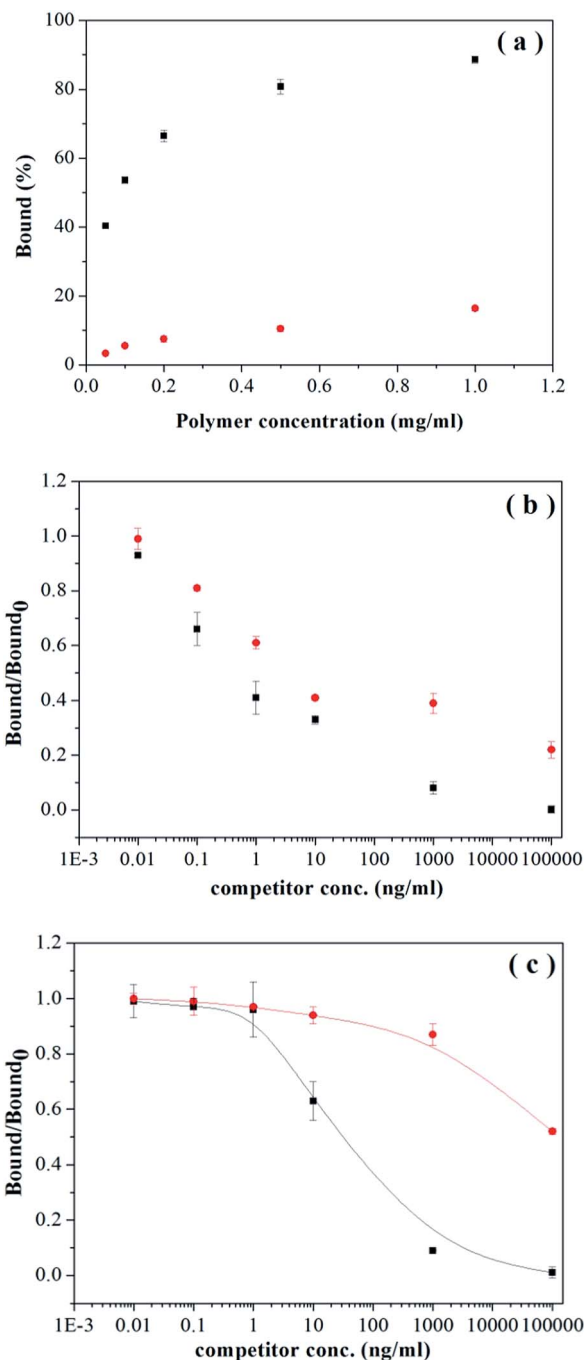 ( a )
100
80
60
40
20
0
Bound (%)
0.0 0.2 0.4 0.6 0.8 1.0 1.2
Polymer concentration (mg/ml)
( b )
1.2
1.0
0.8
0.6
0.4
0.2
0.0
Bound/Bound0
1E-3 0.01 0.1 1 10 100 1000 10000 100000
competitor conc. (ng/ml)
( c )
1.2
1.0
0.8
0.6
0.4
0.2
0.0
Bound/Bound0
1E-3 0.01 0.1 1 10 100 1000 10000 100000
competitor conc. (ng/ml)